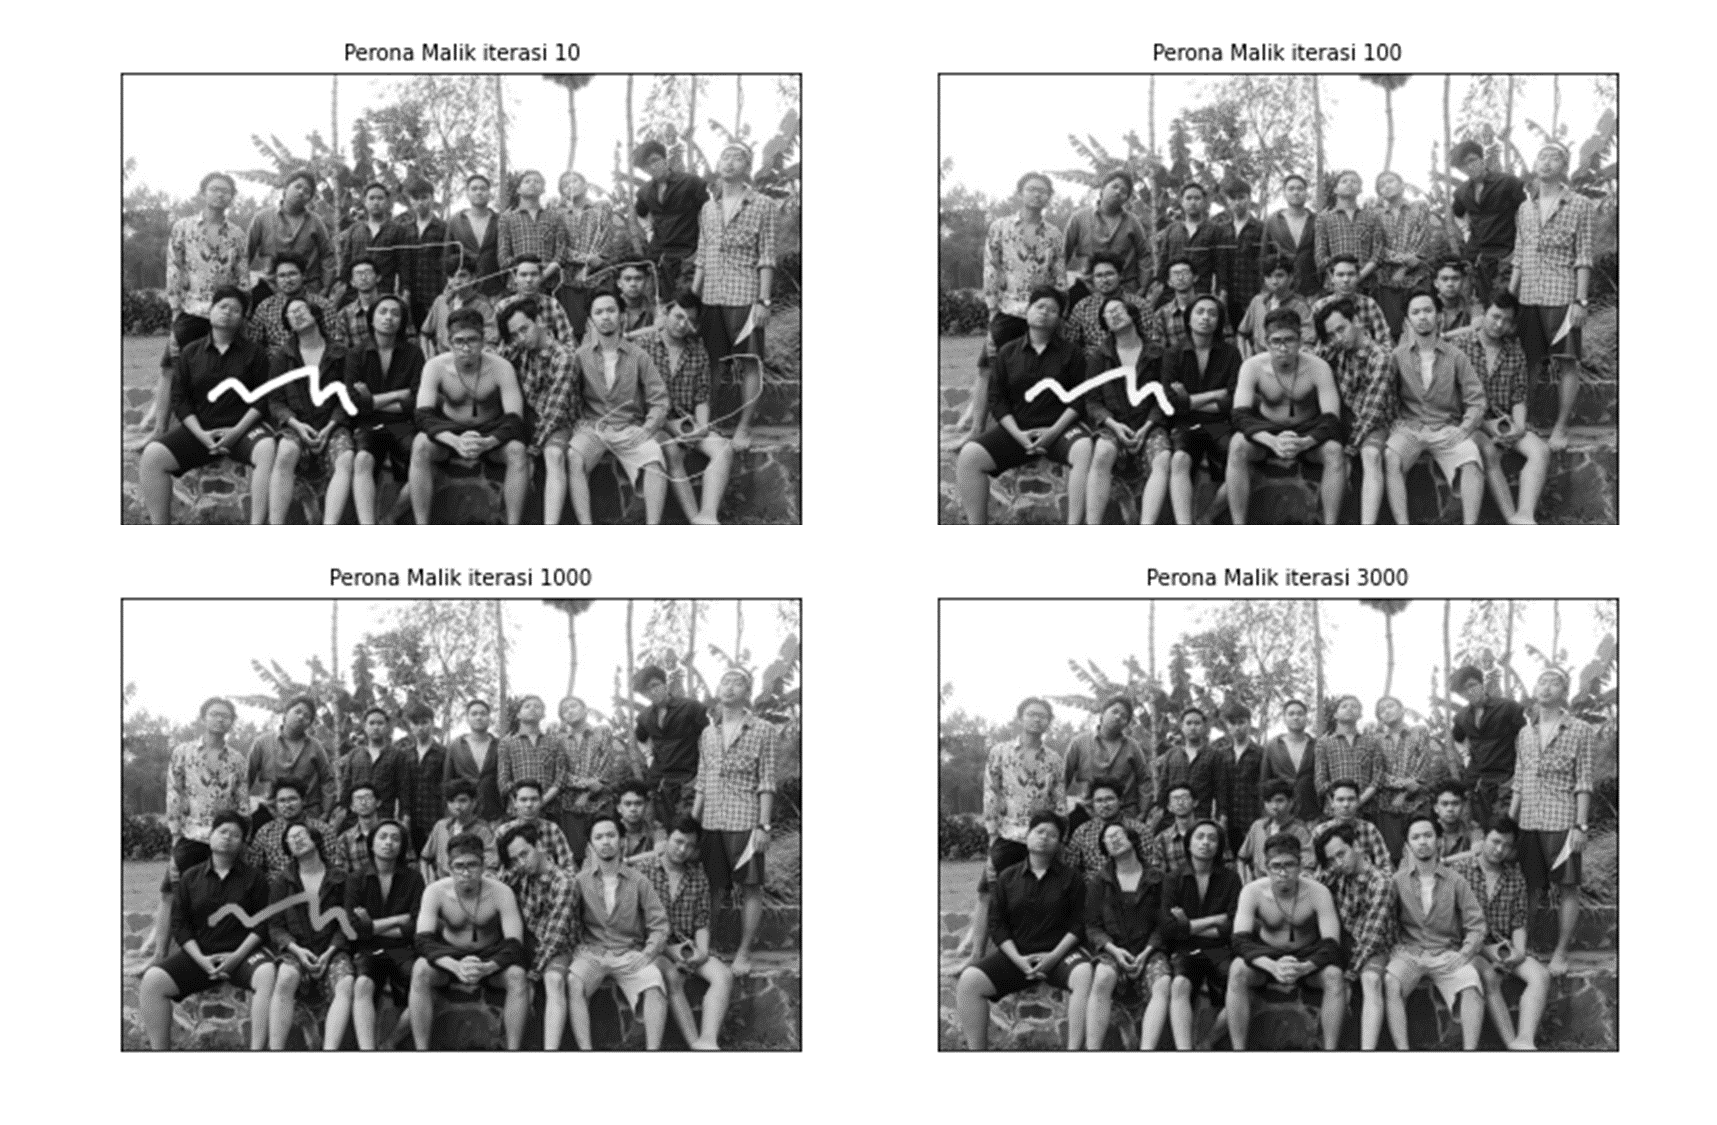 Perona Malik iterasi 10
Perona Malik iterasi 100
Perona Malik iterasi 1000
Perona Malik iterasi 3000